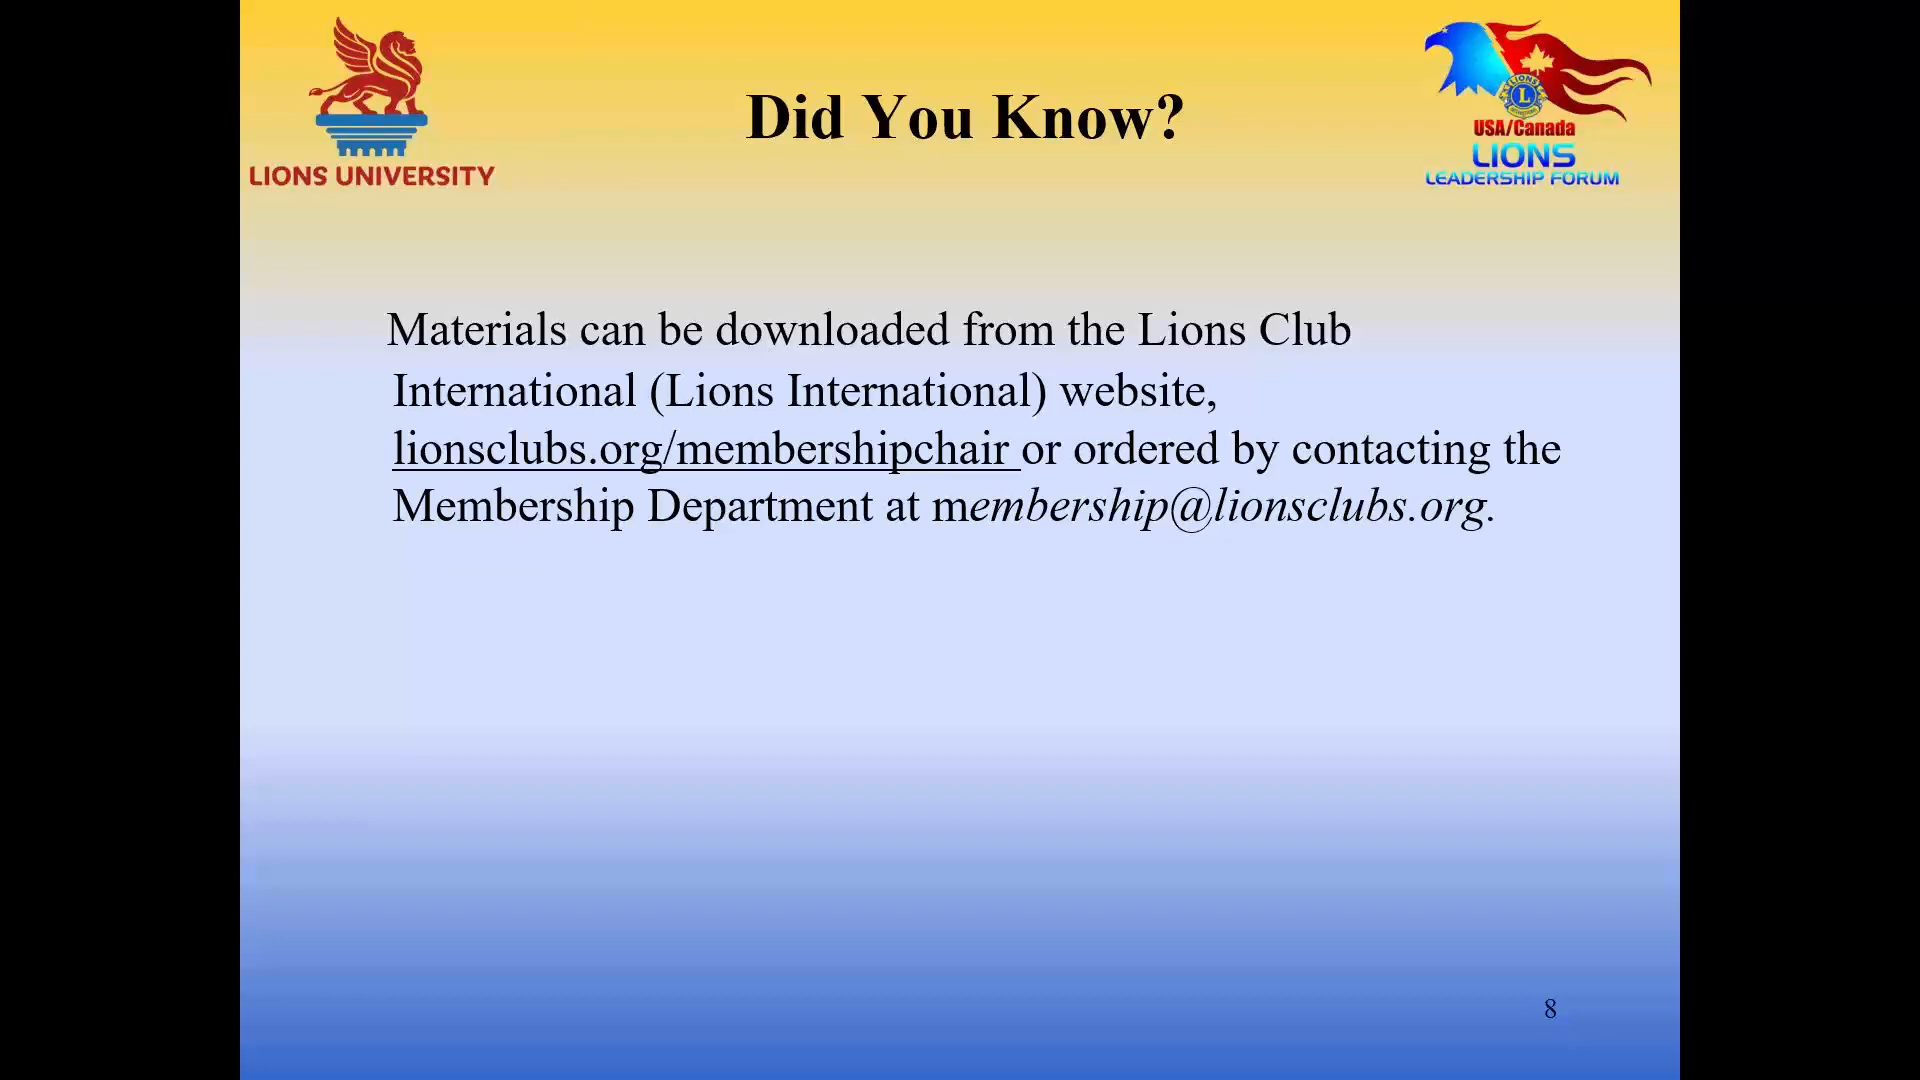 LIONS UNIVERSITY
Did You Know?
LIONS
L
USA/Canada
LIONS
LEADERSHIP FORUM
Materials can be downloaded from the Lions Club
International (Lions International) website,
lionsclubs.org/membershipchair or ordered by contacting the
Membership Department at membership@lionsclubs.org.
8